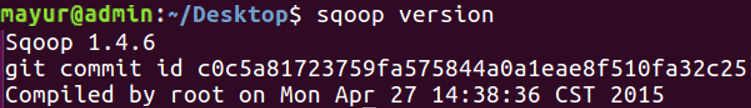 mayur@admin:~/Desktop$ sqoop version
Sqoop 1.4.6
git commit id c0c5a81723759fa575844a0a1eae8f510fa32c25
Compiled by root on Mon Apr 27 14:38:36 CST 2015